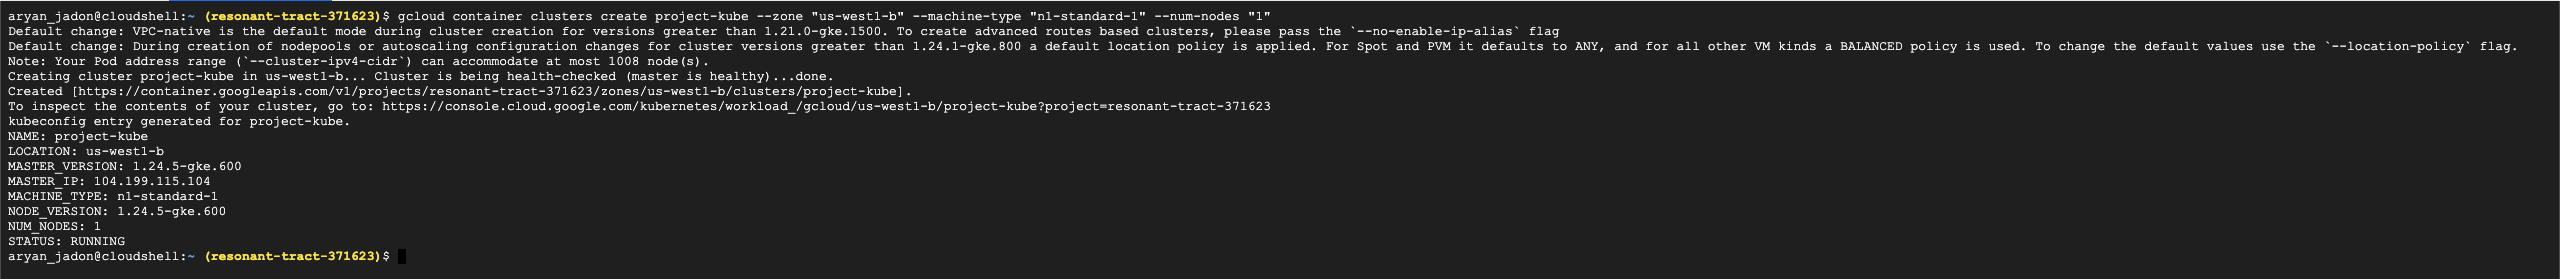 aryan_jadon@cloudshell:~ (resonant-tract-371623)$ gcloud container clusters create project-kube --zone "us-west1-b" --machine-type "n1-standard-1" --num-nodes "1"
Default change: VPC-native is the default mode during cluster creation for versions greater than 1.21.0-gke.1500. To create advanced routes based clusters, please pass the `--no-enable-ip-alias` flag
Default change: During creation of nodepools or autoscaling configuration changes for cluster versions greater than 1.24.1-gke.800 a default location policy is applied. For Spot and PVM it defaults to ANY, and for all other VM kinds a BALANCED policy is used. To change the default values use the `--location-policy` flag.
Note: Your Pod address range (`--cluster-ipv4-cidr`) can accommodate at most 1008 node(s).
Creating cluster project-kube in us-west1-b... Cluster is being health-checked (master is healthy)...done.
Created [https://container.googleapis.com/v1/projects/resonant-tract-371623/zones/us-west1-b/clusters/project-kube].
To inspect the contents of your cluster, go to: https://console.cloud.google.com/kubernetes/workload_/gcloud/us-west1-b/project-kube?project=resonant-tract-371623
kubeconfig entry generated for project-kube.
NAME: project-kube
LOCATION: us-west1-b
MASTER_VERSION: 1.24.5-gke.600
MASTER_IP: 104.199.115.104
MACHINE_TYPE: n1-standard-1
NODE_VERSION: 1.24.5-gke.600
NUM_NODES: 1
STATUS: RUNNING
aryan_jadon@cloudshell:~ (resonant-tract-371623)$